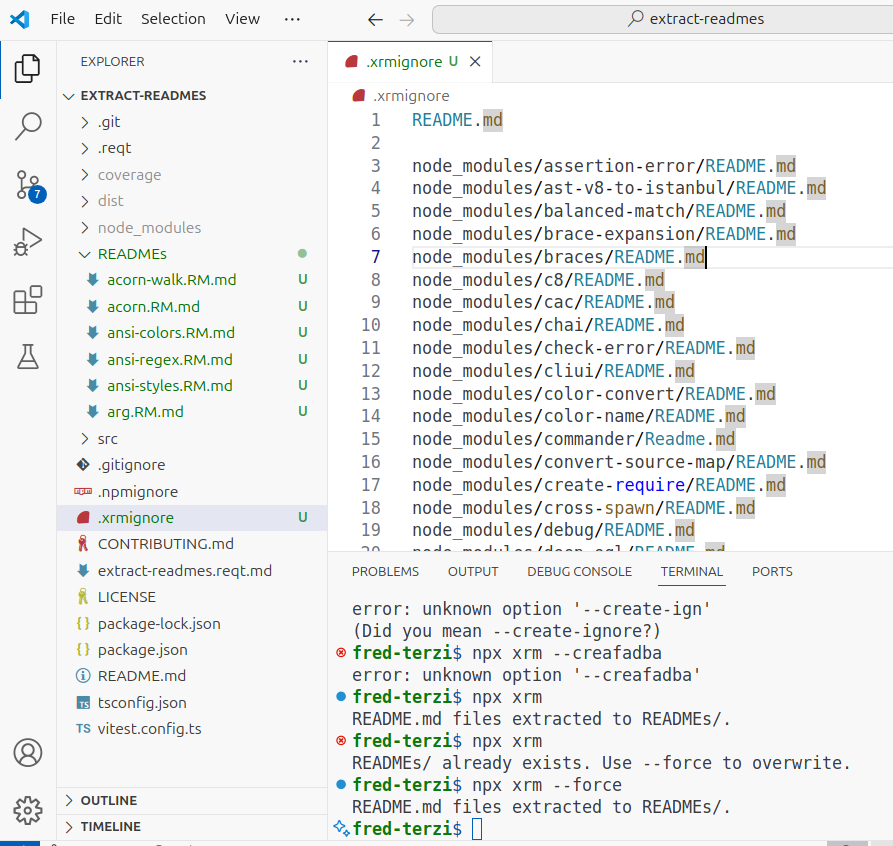 File Edit Selection View ··· extract-readmes
EXPLORER ···
EXTRACT-READMES
.git
.reqt
coverage
dist
node_modules
READMEs
acorn-walk.RM.md U
acorn.RM.md U
ansi-colors.RM.md U
ansi-regex.RM.md U
ansi-styles.RM.md U
arg.RM.md U
src
.gitignore
.npmignore
.xrmignore U
CONTRIBUTING.md
extract-readmes.reqt.md
LICENSE
{} package-lock.json
{} package.json
README.md
TS tsconfig.json
TS vitest.config.ts
OUTLINE
TIMELINE
7
.xrmignore U
.xrmignore
1 README.md
2
3 node_modules/assertion-error/README.md
4 node_modules/ast-v8-to-istanbul/README.md
5 node_modules/balanced-match/README.md
6 node_modules/brace-expansion/README.md
7 node_modules/braces/README.md
8 node_modules/c8/README.md
9 node_modules/cac/README.md
10 node_modules/chai/README.md
11 node_modules/check-error/README.md
12 node_modules/cliui/README.md
13 node_modules/color-convert/README.md
14 node_modules/color-name/README.md
15 node_modules/commander/Readme.md
16 node_modules/convert-source-map/README.md
17 node_modules/create-require/README.md
18 node_modules/cross-spawn/README.md
19 node_modules/debug/README.md
20 node_modules/deep-eql/README.md
PROBLEMS OUTPUT DEBUG CONSOLE TERMINAL PORTS
error: unknown option '--create-ign'
(Did you mean --create-ignore?)
fred-terzi$ npx xrm --creafadba
error: unknown option '--creafadba'
fred-terzi$ npx xrm
README.md files extracted to READMEs/.
fred-terzi$ npx xrm
READMEs/ already exists. Use --force to overwrite.
fred-terzi$ npx xrm --force
README.md files extracted to READMEs/.
fred-terzi$